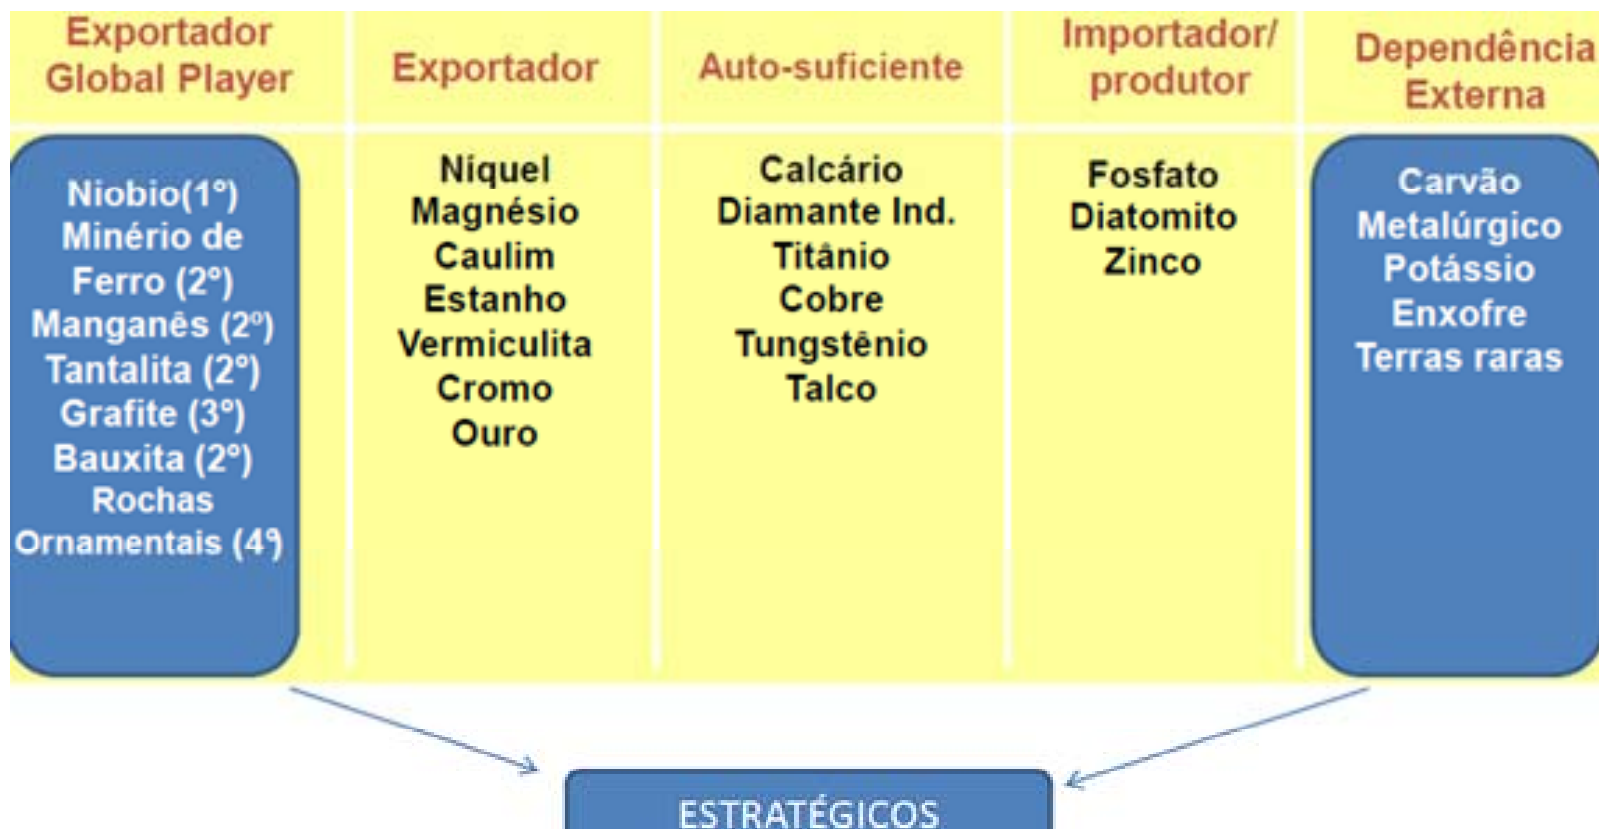 Exportador
Global Player
Exportador
Auto-suficiente
Importador/
produtor
Dependência
Externa
Niobio(1º)
Minério de
Ferro (2º)
Manganês (2º)
Tantalita (2º)
Grafite (3º)
Bauxita (2º)
Rochas
Ornamentais (4º)
Níquel
Magnésio
Caulim
Estanho
Vermiculita
Cromo
Ouro
Calcário
Diamante Ind.
Titânio
Cobre
Tungstênio
Talco
Fosfato
Diatomito
Zinco
Carvão
Metalúrgico
Potássio
Enxofre
Terras raras
ESTRATÉGICOS